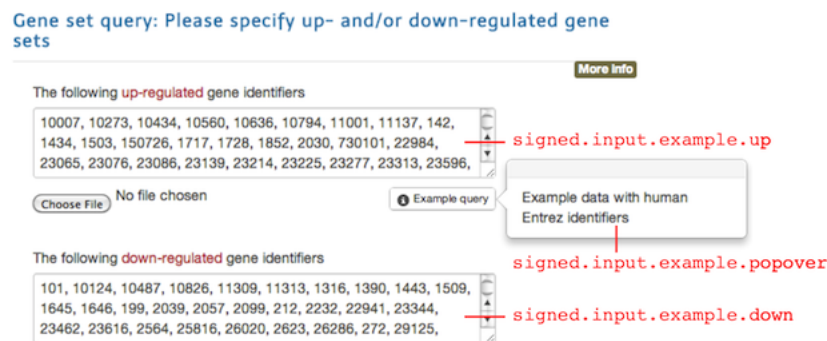 Gene set query: Please specify up- and/or down-regulated gene
sets
More Info
The following up-regulated gene identifiers
10007, 10273, 10434, 10560, 10636, 10794, 11001, 11137, 142,
1434, 1503, 150726, 1717, 1728, 1852, 2030, 730101, 22984,
23065, 23076, 23086, 23139, 23214, 23225, 23277, 23313, 23596,
signed.input.example.up
Choose File No file chosen
Example query
Example data with human
Entrez identifiers
signed.input.example.popover
The following down-regulated gene identifiers
101, 10124, 10487, 10826, 11309, 11313, 1316, 1390, 1443, 1509,
1645, 1646, 199, 2039, 2057, 2099, 212, 2232, 22941, 23344,
23462, 23616, 2564, 25816, 26020, 2623, 26286, 272, 29125,
signed.input.example.down